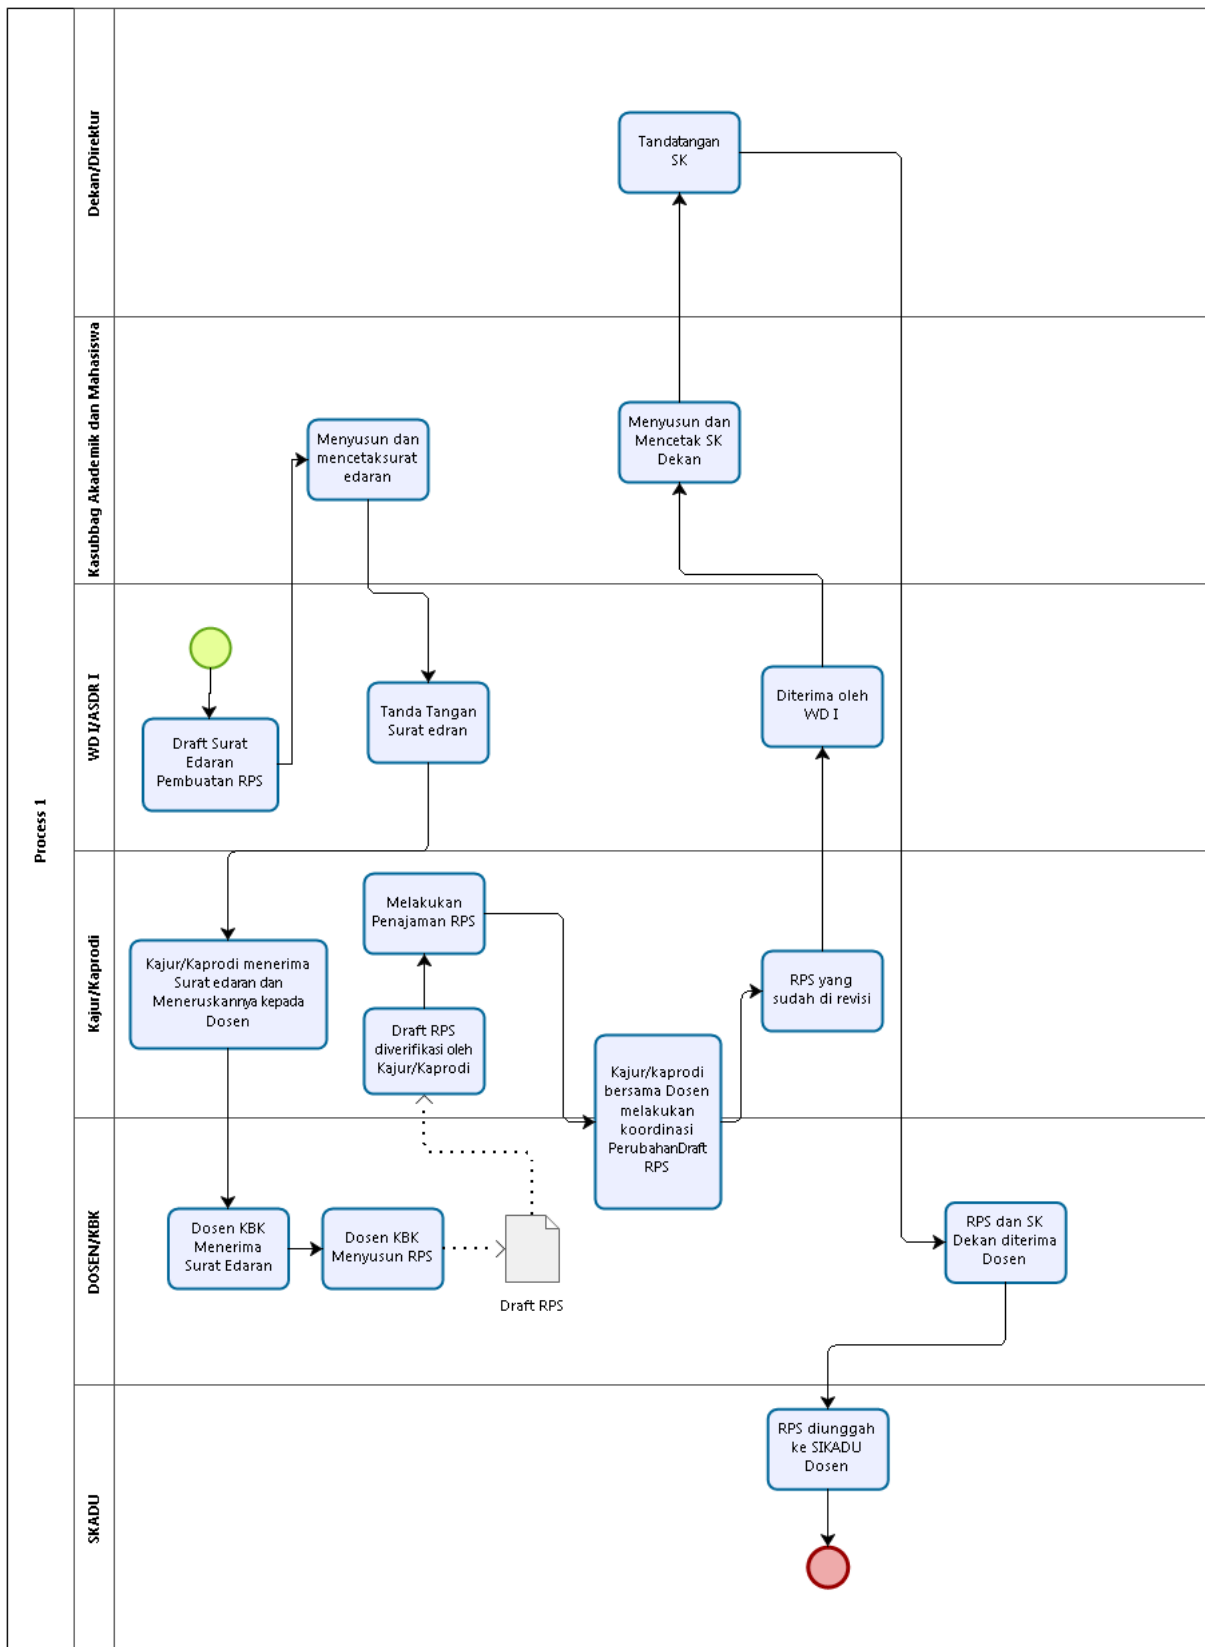 Process 1
Dekan/Direktur
Tandatangan
SK
Kasubbag Akademik dan Mahasiswa
Menyusun dan
mencetaksurat
edaran
Menyusun dan
Mencetak SK
Dekan
WD I/ASDR I
Draft Surat
Edaran
Pembuatan RPS
Tanda Tangan
Surat edran
Diterima oleh
WD I
Kajur/Kaprodi
Kajur/Kaprodi menerima
Surat edaran dan
Meneruskannya kepada
Dosen
Melakukan
Penajaman RPS
Draft RPS
diverifikasi oleh
Kajur/Kaprodi
Kajur/kaprodi
bersama Dosen
melakukan
koordinasi
PerubahanDraft
RPS
RPS yang
sudah di revisi
DOSEN/KBK
Dosen KBK
Menerima
Surat Edaran
Dosen KBK
Menyusun RPS
Draft RPS
RPS dan SK
Dekan diterima
Dosen
SKADU
RPS diunggah
ke SIKADU
Dosen